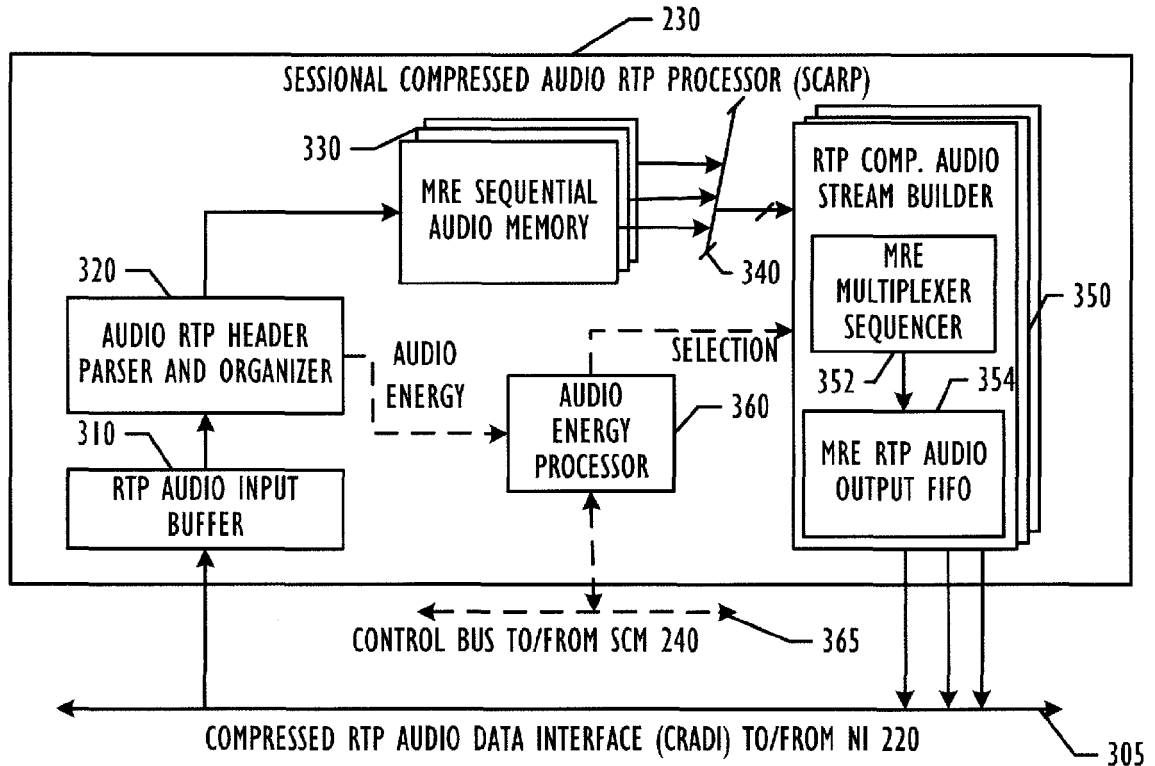 230
SESSIONAL COMPRESSED AUDIO RTP PROCESSOR (SCARP)
330
MRE SEQUENTIAL
AUDIO MEMORY
340
RTP COMP. AUDIO
STREAM BUILDER
MRE
MULTIPLEXER
SEQUENCER
350
352
354
MRE RTP AUDIO
OUTPUT FIFO
320
AUDIO RTP HEADER
PARSER AND ORGANIZER
AUDIO
ENERGY
SELECTION
AUDIO
ENERGY
PROCESSOR
360
310
RTP AUDIO INPUT
BUFFER
CONTROL BUS TO/FROM SCM 240
365
COMPRESSED RTP AUDIO DATA INTERFACE (CRADI) TO/FROM NI 220
305